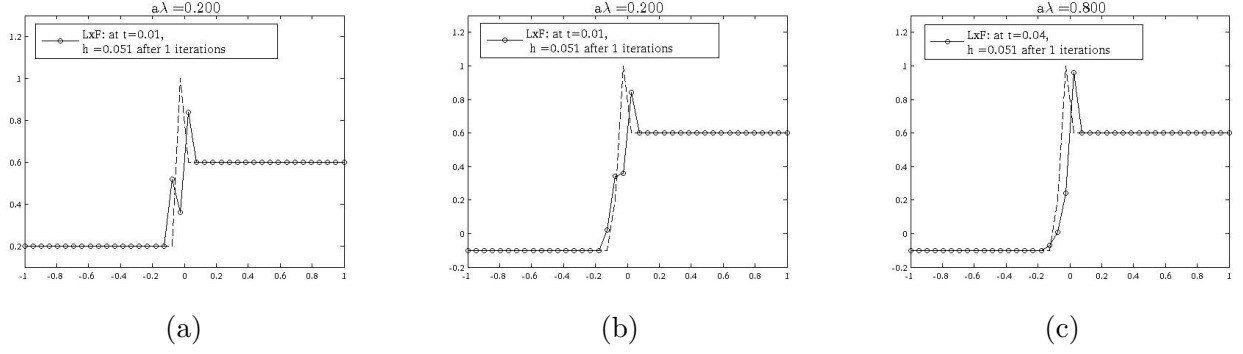 aλ =0.200
LxF: at t=0.01,
h =0.051 after 1 iterations
1.2
1
0.8
0.6
0.4
0.2
-1 -0.8 -0.6 -0.4 -0.2 0 0.2 0.4 0.6 0.8 1
(a)
aλ =0.200
LxF: at t=0.01,
h =0.051 after 1 iterations
1.2
1
0.8
0.6
0.4
0.2
0
-0.2
-1 -0.8 -0.6 -0.4 -0.2 0 0.2 0.4 0.6 0.8 1
(b)
aλ =0.800
LxF: at t=0.04,
h =0.051 after 1 iterations
1.2
1
0.8
0.6
0.4
0.2
0
-0.2
-1 -0.8 -0.6 -0.4 -0.2 0 0.2 0.4 0.6 0.8 1
(c)